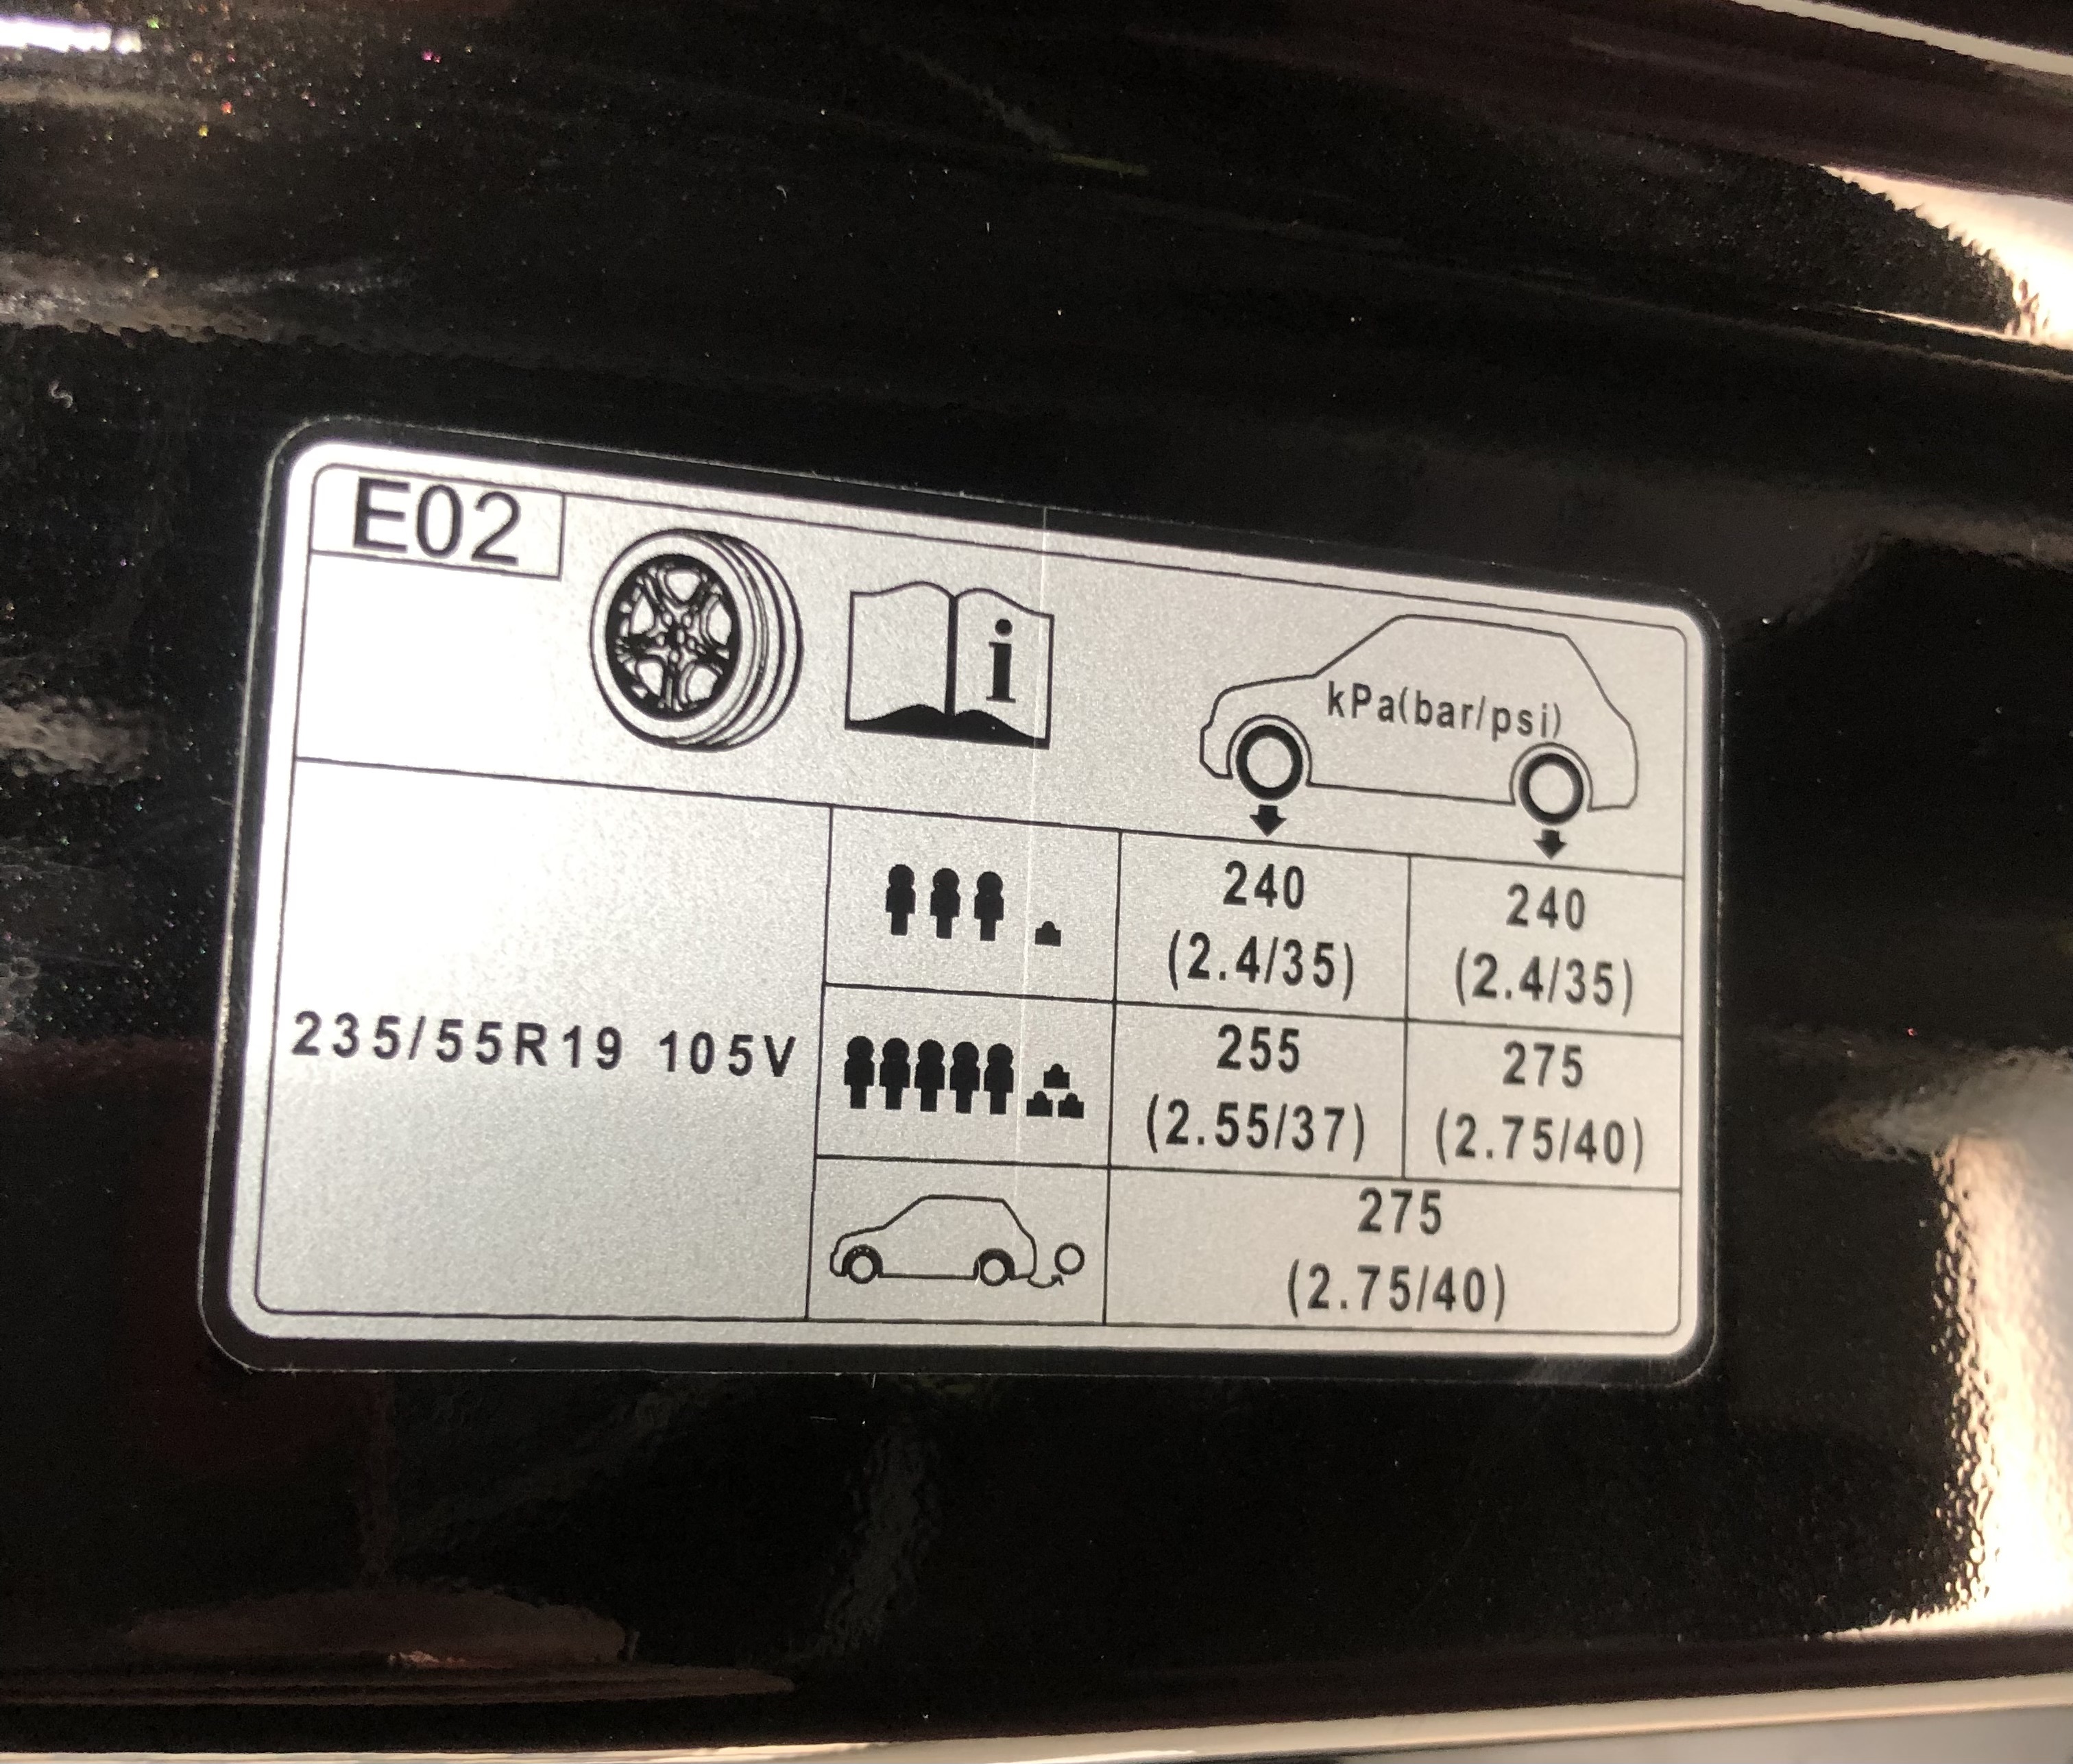 E02
i
kPa(bar/psi)
240
(2.4/35)
240
(2.4/35)
235/55R19 105V
255
(2.55/37)
275
(2.75/40)
275
(2.75/40)